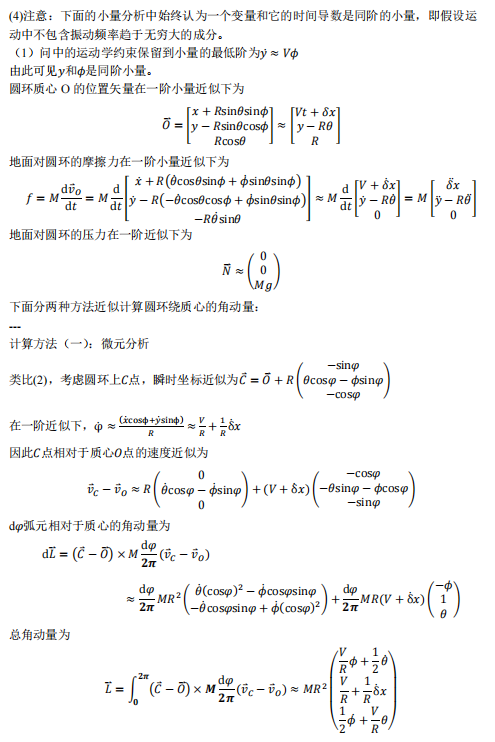 (4)注意：下面的小量分析中始终认为一个变量和它的时间导数是同阶的小量，即假设运
动中不包含振动频率趋于无穷大的成分。
（1）问中的运动学约束保留到小量的最低阶为ẏ ≈ Vϕ
由此可见y和ϕ是同阶小量。
圆环质心 O 的位置矢量在一阶小量近似下为
$\vec{O} = \begin{bmatrix} x + R\sin\theta\sin\phi \\ y - R\sin\theta\cos\phi \\ R\cos\theta \end{bmatrix} \approx \begin{bmatrix} Vt + \delta x \\ y - R\theta \\ R \end{bmatrix}$
地面对圆环的摩擦力在一阶小量近似下为
$f = M\frac{d\vec{v}_O}{dt} = M\frac{d}{dt}\begin{bmatrix} \dot{x} + R(\dot{\theta}\cos\theta\sin\phi + \dot{\phi}\sin\theta\sin\phi) \\ \dot{y} - R(-\dot{\theta}\cos\theta\cos\phi + \dot{\phi}\sin\theta\sin\phi) \\ -R\dot{\theta}\sin\theta \end{bmatrix} \approx M\frac{d}{dt}\begin{bmatrix} V + \dot{\delta}x \\ \dot{y} - R\dot{\theta} \\ 0 \end{bmatrix} = M\begin{bmatrix} \ddot{\delta}x \\ \ddot{y} - R\ddot{\theta} \\ 0 \end{bmatrix}$
地面对圆环的压力在一阶近似下为
$\vec{N} \approx \begin{pmatrix} 0 \\ 0 \\ Mg \end{pmatrix}$
下面分两种方法近似计算圆环绕质心的角动量：
---
计算方法（一）：微元分析
类比(2)，考虑圆环上C点，瞬时坐标近似为$\vec{C} = \vec{O} + R\begin{pmatrix} -\sin\varphi \\ \theta\cos\varphi - \phi\sin\varphi \\ -\cos\varphi \end{pmatrix}$
在一阶近似下，$\dot{\varphi} \approx \frac{(\dot{x}\cos\phi + \dot{y}\sin\phi)}{R} \approx \frac{V}{R} + \frac{1}{R}\dot{\delta}x$
因此C点相对于质心O点的速度近似为
$\vec{v}_C - \vec{v}_O \approx R\begin{pmatrix} 0 \\ \dot{\theta}\cos\varphi - \dot{\phi}\sin\varphi \\ 0 \end{pmatrix} + (V + \dot{\delta}x)\begin{pmatrix} -\cos\varphi \\ -\theta\sin\varphi - \phi\cos\varphi \\ -\sin\varphi \end{pmatrix}$
dφ弧元相对于质心的角动量为
$d\vec{L} = (\vec{C} - \vec{O}) \times M\frac{d\varphi}{2\pi}(\vec{v}_C - \vec{v}_O)$
$\approx \frac{d\varphi}{2\pi}MR^2\begin{pmatrix} \dot{\theta}(\cos\varphi)^2 - \dot{\phi}\cos\varphi\sin\varphi \\ -\dot{\theta}\cos\varphi\sin\varphi + \dot{\phi}(\cos\varphi)^2 \end{pmatrix} + \frac{d\varphi}{2\pi}MR(V + \dot{\delta}x)\begin{pmatrix} -\phi \\ 1 \\ \theta \end{pmatrix}$
总角动量为
$\vec{L} = \int_0^{2\pi}(\vec{C} - \vec{O}) \times M\frac{d\varphi}{2\pi}(\vec{v}_C - \vec{v}_O) \approx MR^2\begin{pmatrix} \frac{V}{R}\phi + \frac{1}{2}\dot{\theta} \\ \frac{V}{R} + \frac{1}{R}\dot{\delta}x \\ \frac{1}{2}\dot{\phi} + \frac{V}{R}\theta \end{pmatrix}$